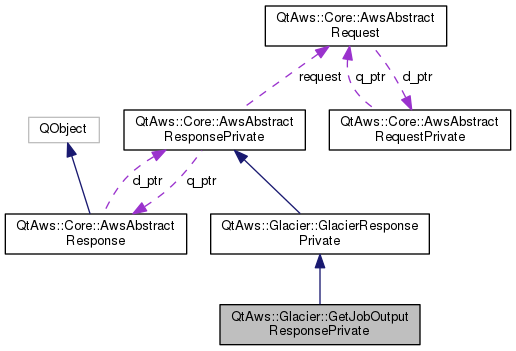 QtAws::Core::AwsAbstract
Request
request
q_ptr
d_ptr
QtAws::Core::AwsAbstract
ResponsePrivate
QtAws::Core::AwsAbstract
RequestPrivate
QObject
d_ptr
q_ptr
QtAws::Core::AwsAbstract
Response
QtAws::Glacier::GlacierResponse
Private
QtAws::Glacier::GetJobOutput
ResponsePrivate